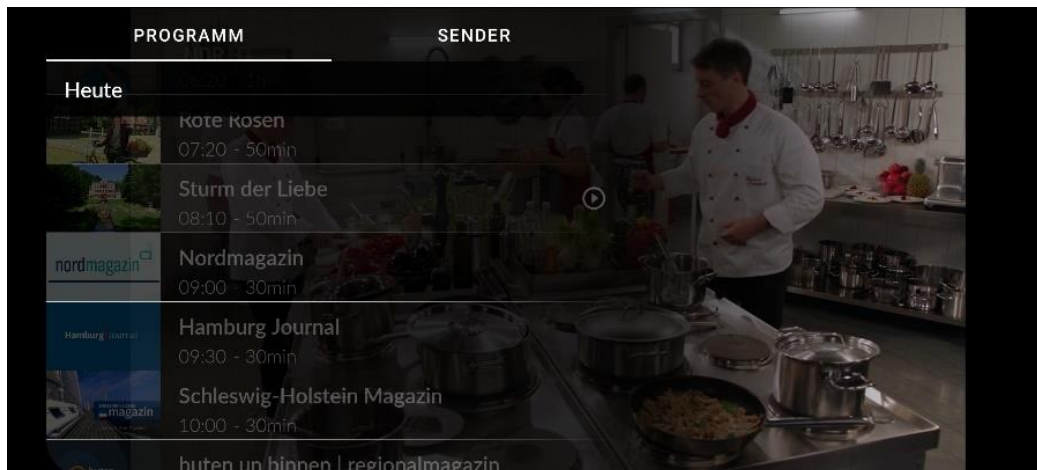 PROGRAMM
SENDER
Heute
Rote Rosen
07:20 - 50min
Sturm der Liebe
08:10 - 50min
nordmagazin
Nordmagazin
09:00 - 30min
Hamburg Journal
Hamburg Journal
09:30 - 30min
magazin
Schleswig-Holstein Magazin
10:00 - 30min
buten un binnen | regionalmagazin